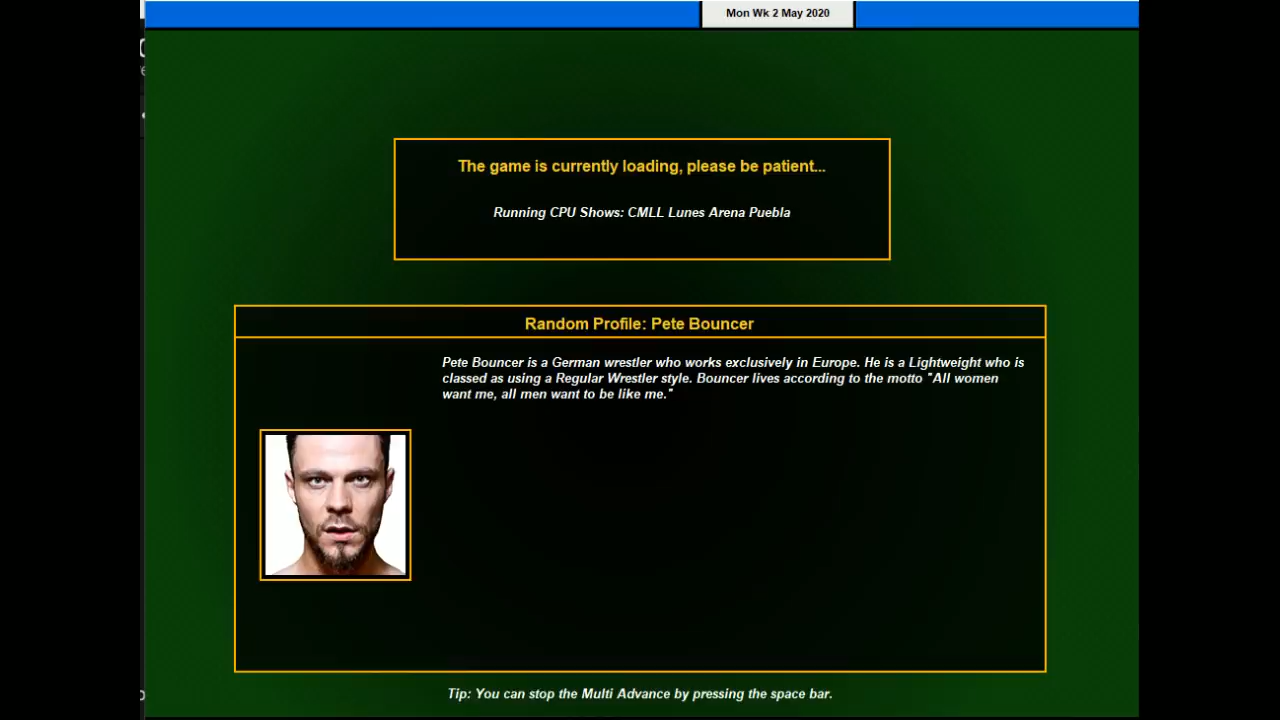 Mon Wk 2 May 2020
The game is currently loading, please be patient...
Running CPU Shows: CMLL Lunes Arena Puebla
Random Profile: Pete Bouncer
Pete Bouncer is a German wrestler who works exclusively in Europe. He is a Lightweight who is
classed as using a Regular Wrestler style. Bouncer lives according to the motto "All women
want me, all men want to be like me."
Tip: You can stop the Multi Advance by pressing the space bar.